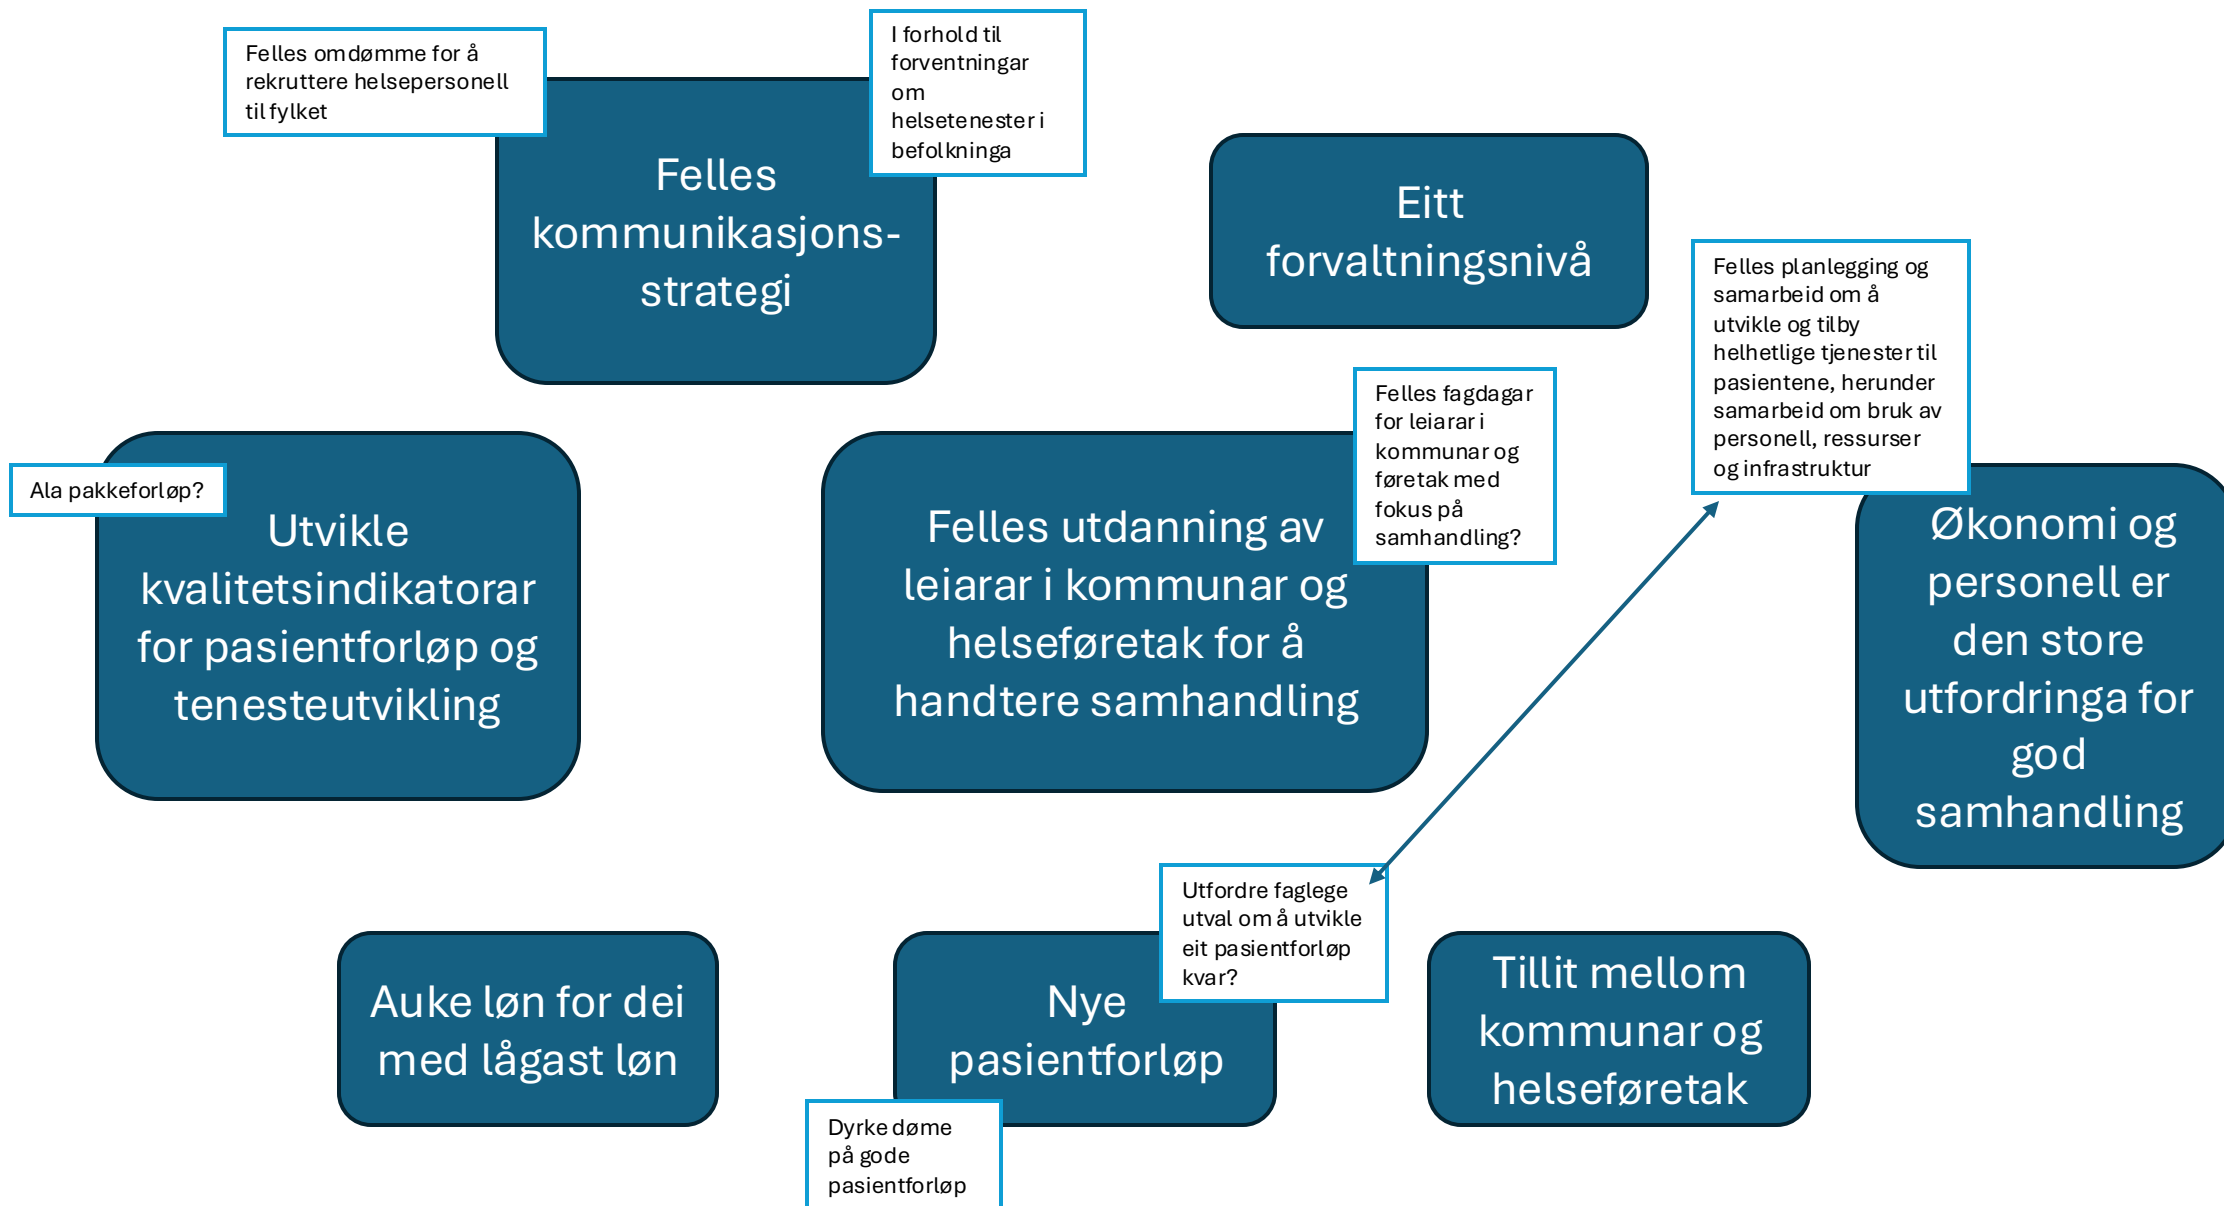 Felles omdømme for å
rekruttere helsepersonell
til fylket
I forhold til
forventningar
om
helsetenester i
befolkninga
Felles
kommunikasjons-
strategi
Eitt
forvaltningsnivå
Felles planlegging og
samarbeid om å
utvikle og tilby
helhetlige tjenester til
pasientene, herunder
samarbeid om bruk av
personell, ressurser
og infrastruktur
Ala pakkeforløp?
Utvikle
kvalitetsindikatorar
for pasientforløp og
tenesteutvikling
Felles fagdagar
for leiarar i
kommunar og
føretak med
fokus på
samhandling?
Felles utdanning av
leiarar i kommunar og
helseføretak for å
handtere samhandling
Økonomi og
personell er
den store
utfordringa for
god
samhandling
Auke løn for dei
med lågast løn
Utfordre faglege
utval om å utvikle
eit pasientforløp
kvar?
Nye
pasientforløp
Dyrke døme
på gode
pasientforløp
Tillit mellom
kommunar og
helseføretak